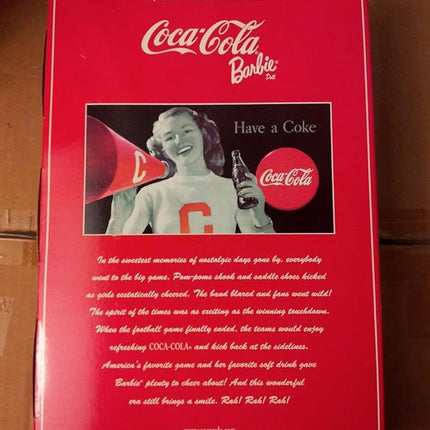 Coca-Cola
Barbie®
Doll
Have a Coke
C
Coca-Cola
C
In the sweetest memories of nostalgic days gone by, everybody
went to the big game. Pom-poms shook and saddle shoes kicked
as girls ecstatically cheered. The band blared and fans went wild!
The spirit of the times was as exciting as the winning touchdown.
When the football game finally ended, the teams would enjoy
refreshing COCA-COLA® and kick back at the sidelines.
America's favorite game and her favorite soft drink gave
Barbie® plenty to cheer about! And this wonderful
era still brings a smile. Rah! Rah! Rah!